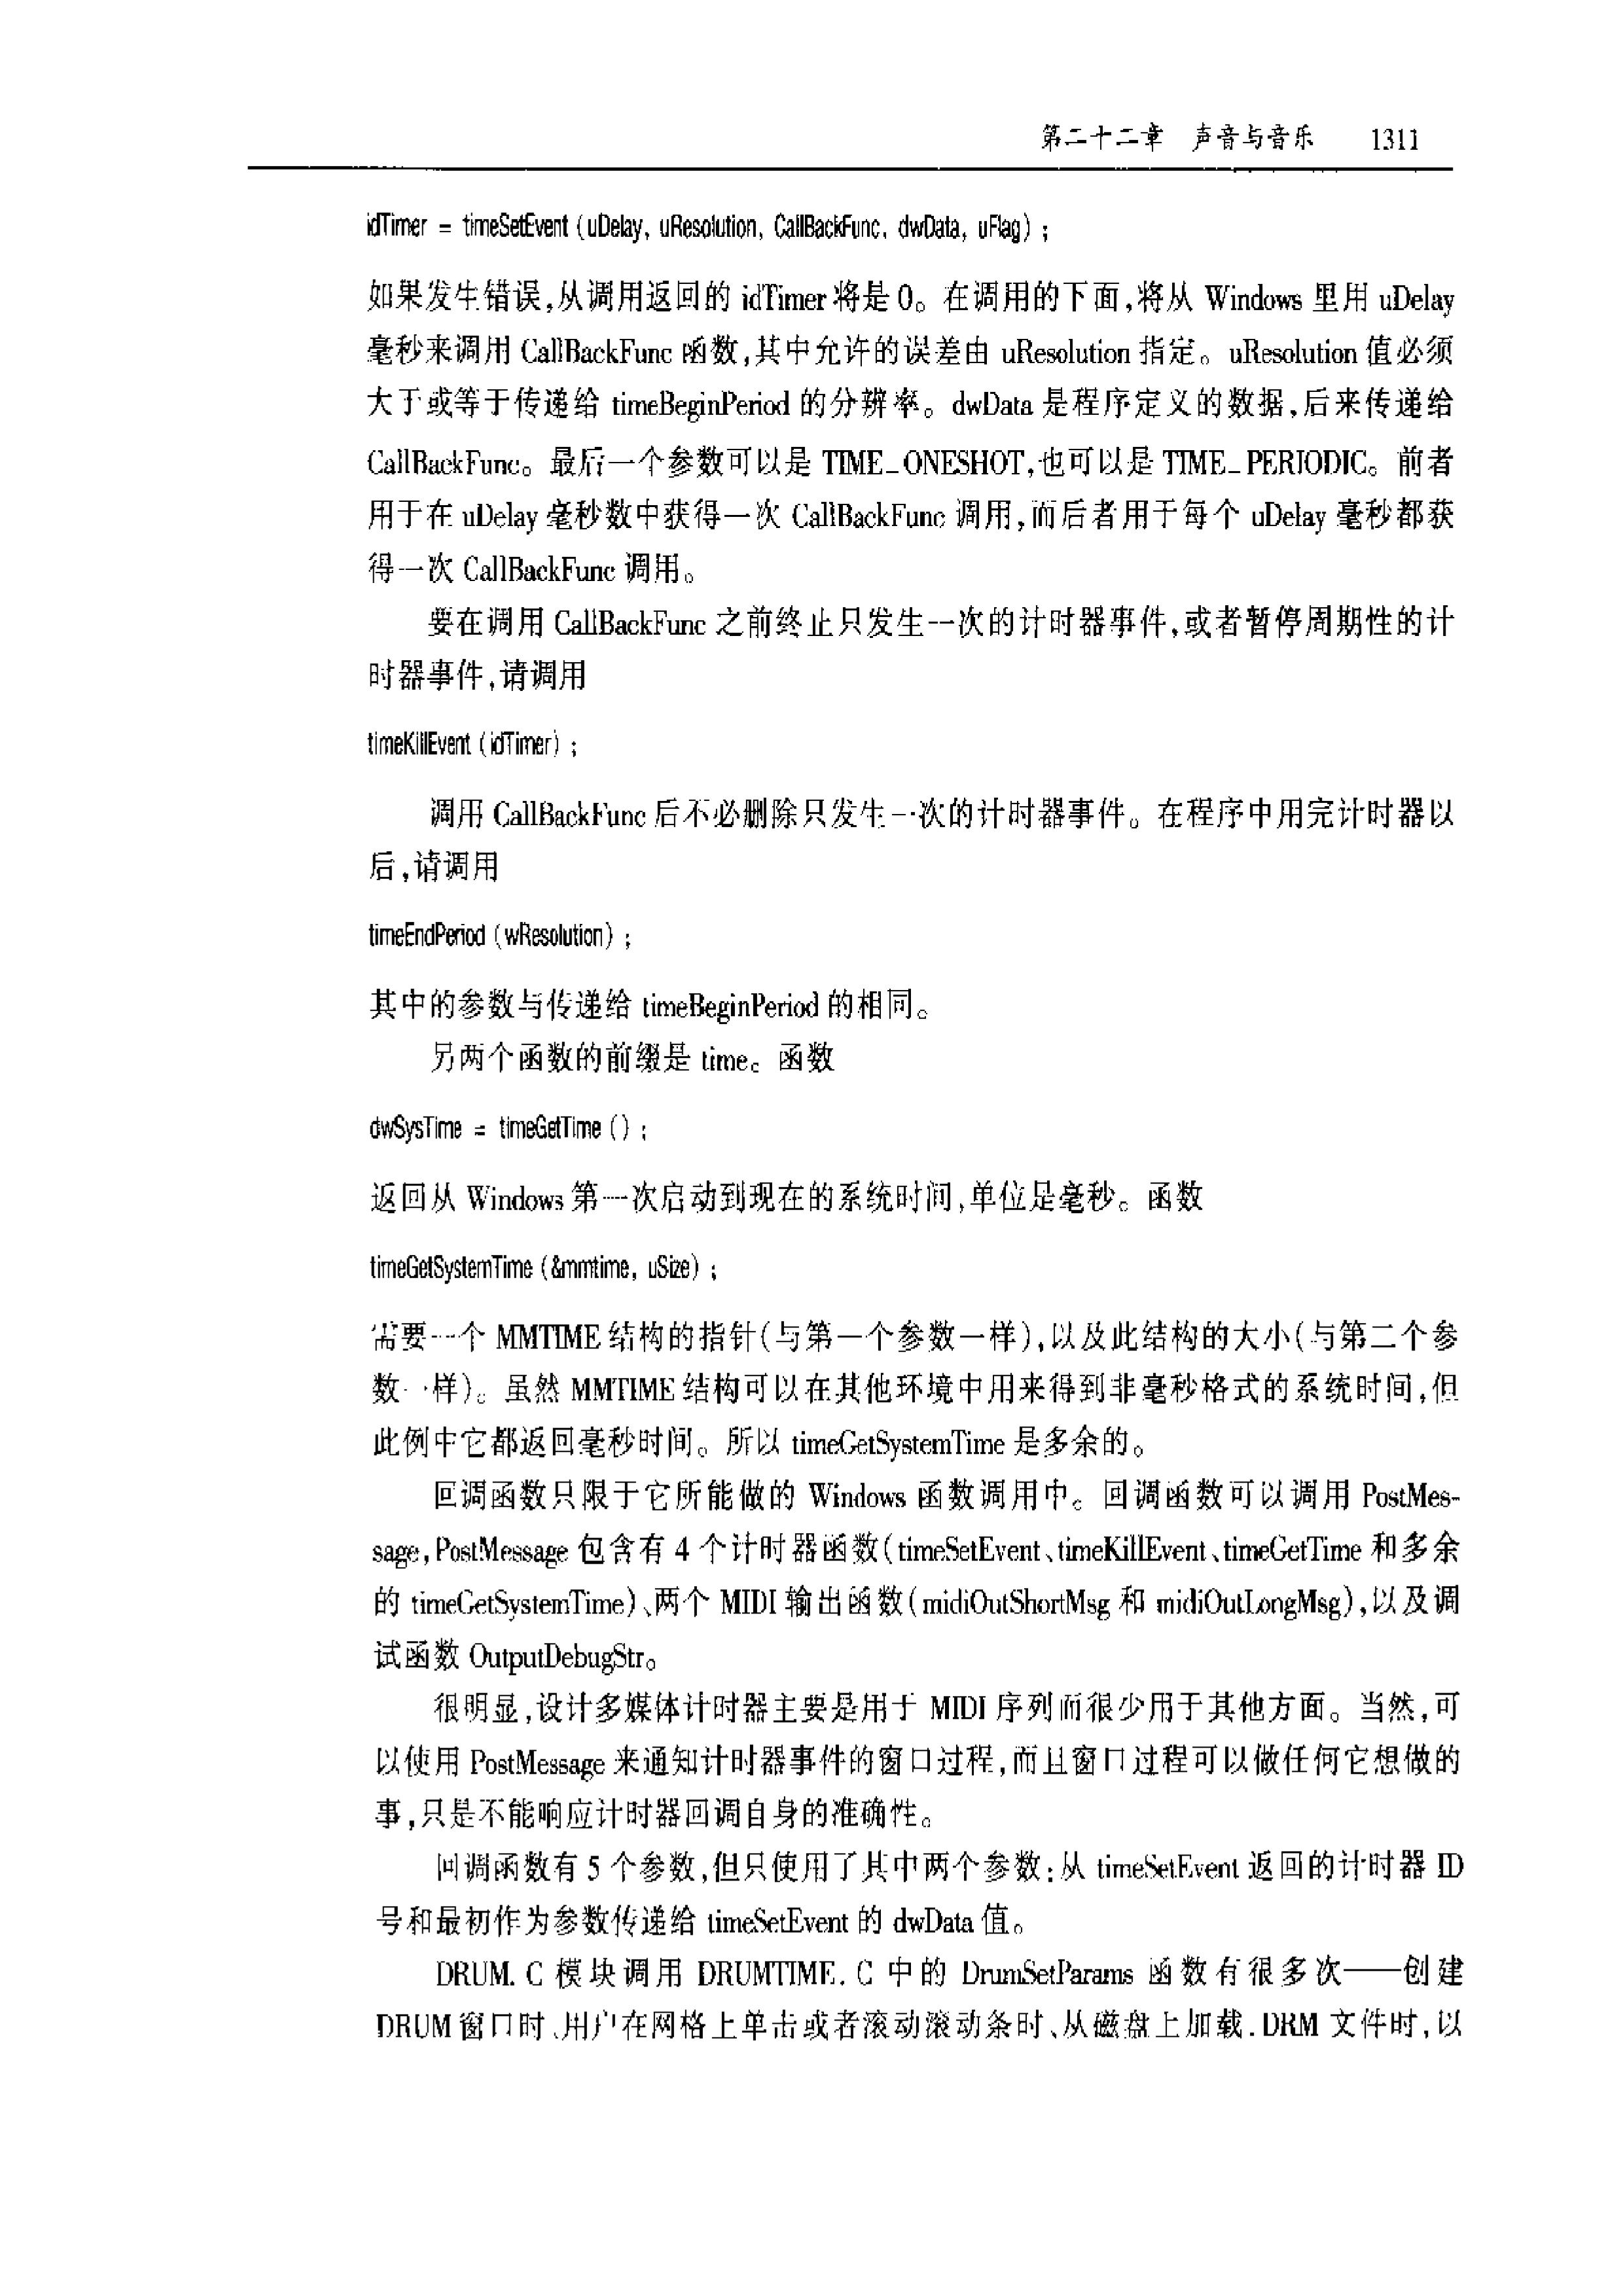 第二十二章 声音与音乐 1311
idTimer = timeSetEvent (uDelay, uResolution, CallBackFunc, dwData, uFlag) ;
如果发生错误,从调用返回的 idTimer 将是 0。在调用的下面,将从 Windows 里用 uDelay
毫秒来调用 CallBackFunc 函数,其中允许的误差由 uResolution 指定。uResolution 值必须
大于或等于传递给 timeBeginPeriod 的分辨率。dwData 是程序定义的数据,后来传递给
CallBackFunc。最后一个参数可以是 TIME_ONESHOT,也可以是 TIME_PERIODIC。前者
用于在 uDelay 毫秒数中获得一次 CallBackFunc 调用,而后者用于每个 uDelay 毫秒都获
得一次 CallBackFunc 调用。
要在调用 CallBackFunc 之前终止只发生一次的计时器事件,或者暂停周期性的计
时器事件,请调用
timeKillEvent (idTimer) ;
调用 CallBackFunc 后不必删除只发生一次的计时器事件。在程序中用完计时器以
后,请调用
timeEndPeriod (wResolution) ;
其中的参数与传递给 timeBeginPeriod 的相同。
另两个函数的前缀是 time。函数
dwSysTime = timeGetTime () ;
返回从 Windows 第一次启动到现在的系统时间,单位是毫秒。函数
timeGetSystemTime (&mmtime, uSize) ;
需要一个 MMTIME 结构的指针(与第一个参数一样),以及此结构的大小(与第二个参
数一样)。虽然 MMTIME 结构可以在其他环境中用来得到非毫秒格式的系统时间,但
此例中它都返回毫秒时间。所以 timeGetSystemTime 是多余的。
回调函数只限于它所能做的 Windows 函数调用中。回调函数可以调用 PostMes-
sage,PostMessage 包含有 4 个计时器函数(timeSetEvent、timeKillEvent、timeGetTime 和多余
的 timeGetSystemTime)、两个 MIDI 输出函数(midiOutShortMsg 和 midiOutLongMsg),以及调
试函数 OutputDebugStr。
很明显,设计多媒体计时器主要是用于 MIDI 序列而很少用于其他方面。当然,可
以使用 PostMessage 来通知计时器事件的窗口过程,而且窗口过程可以做任何它想做的
事,只是不能响应计时器回调自身的准确性。
回调函数有 5 个参数,但只使用了其中两个参数:从 timeSetEvent 返回的计时器 ID
号和最初作为参数传递给 timeSetEvent 的 dwData 值。
DRUM. C 模块调用 DRUMTIME. C 中的 DrumSetParams 函数有很多次——创建
DRUM 窗口时、用户在网格上单击或者滚动滚动条时、从磁盘上加载 . DRM 文件时,以